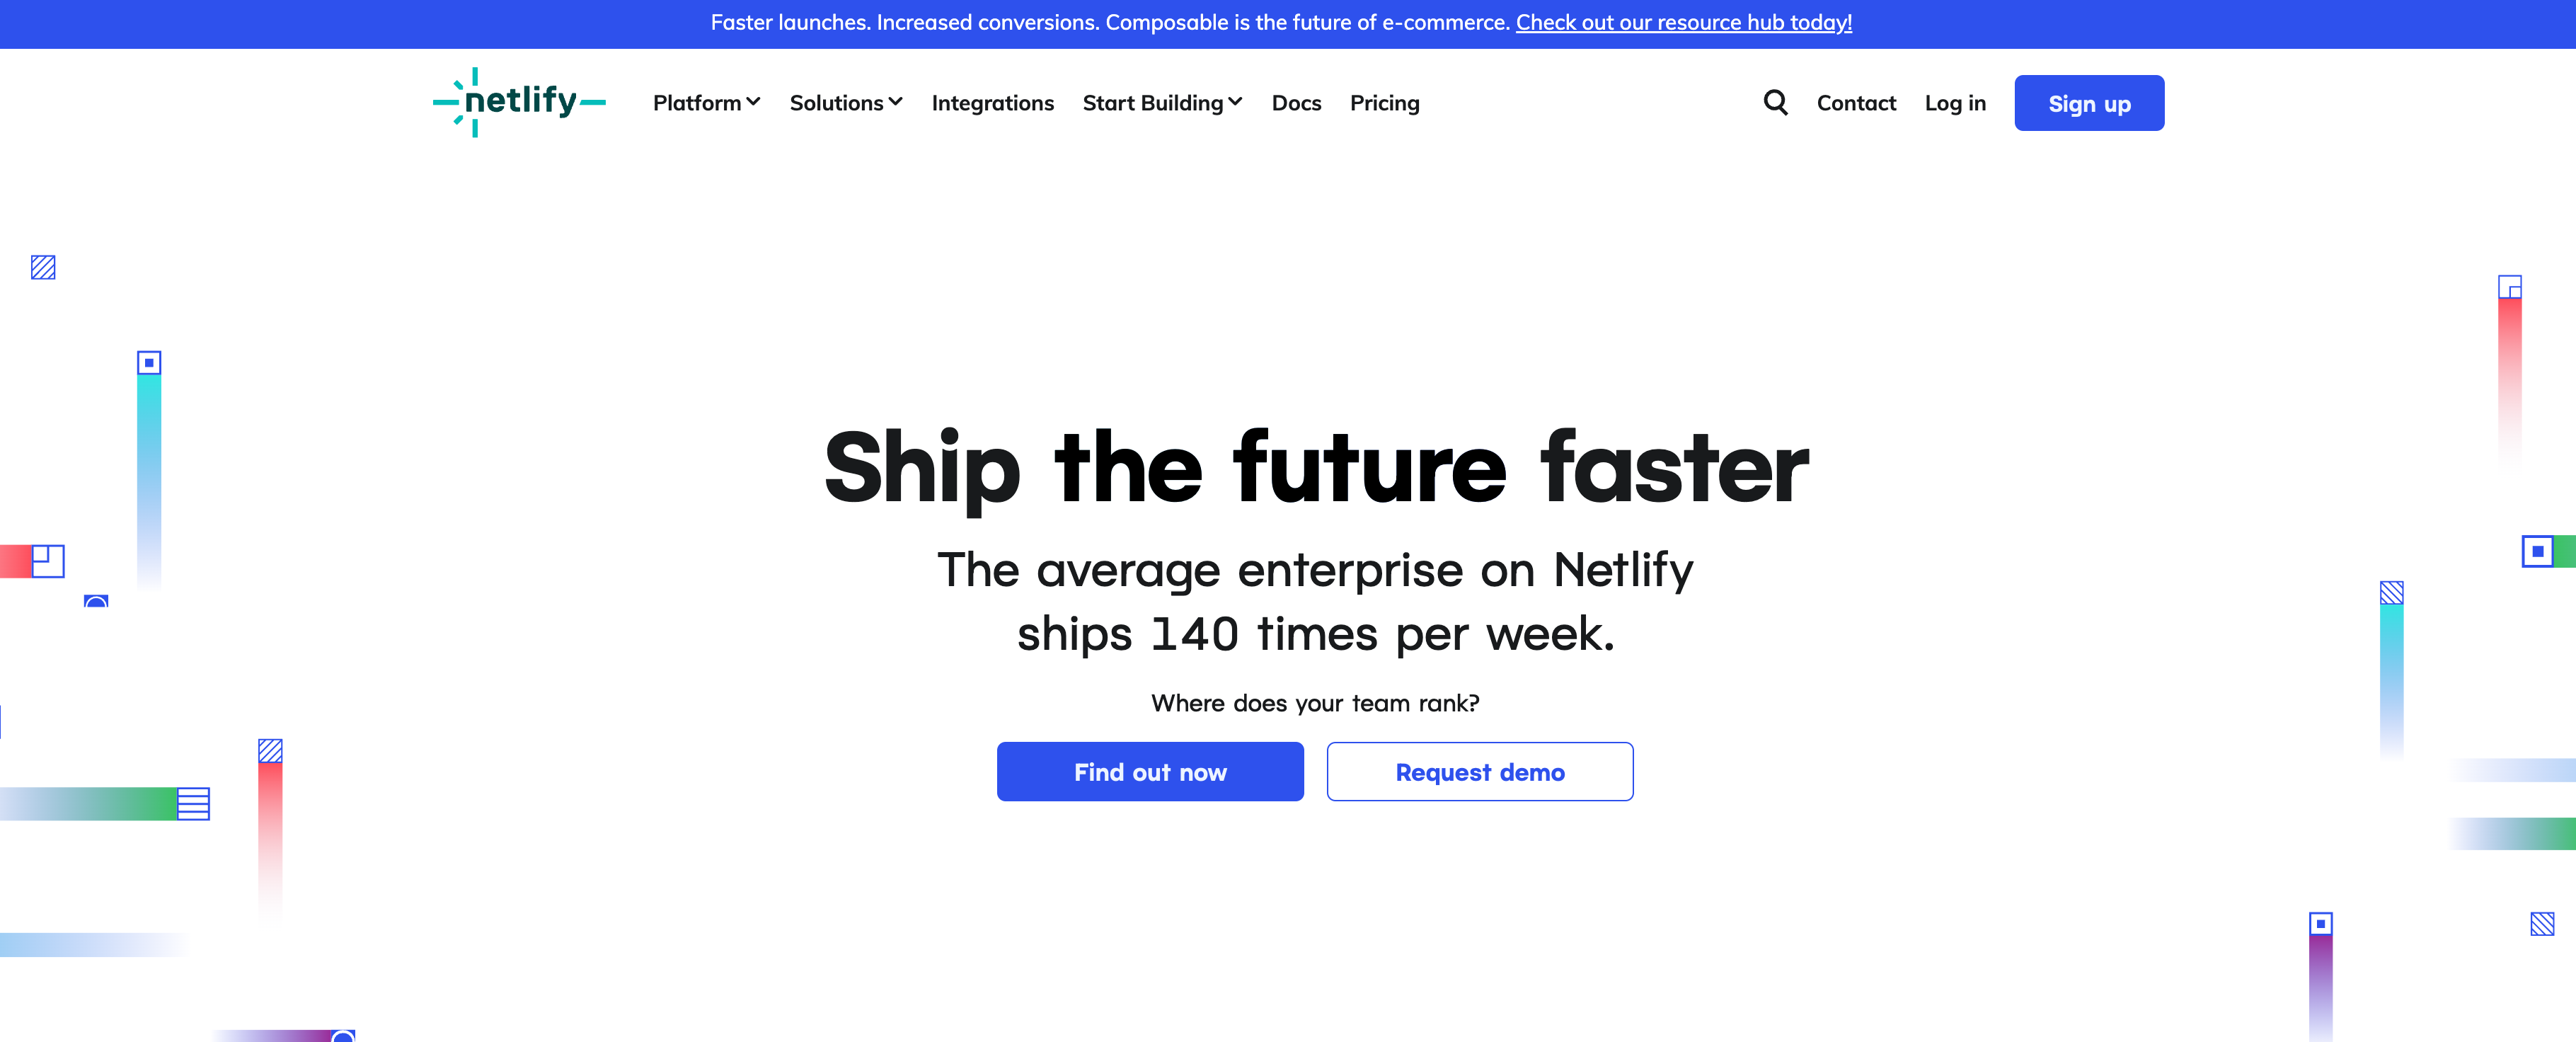 Faster launches. Increased conversions. Composable is the future of e-commerce. Check out our resource hub today!
netlify
Platform
Solutions
Integrations
Start Building
Docs
Pricing
Contact
Log in
Sign up
Ship the future faster
The average enterprise on Netlify
ships 140 times per week.
Where does your team rank?
Find out now
Request demo